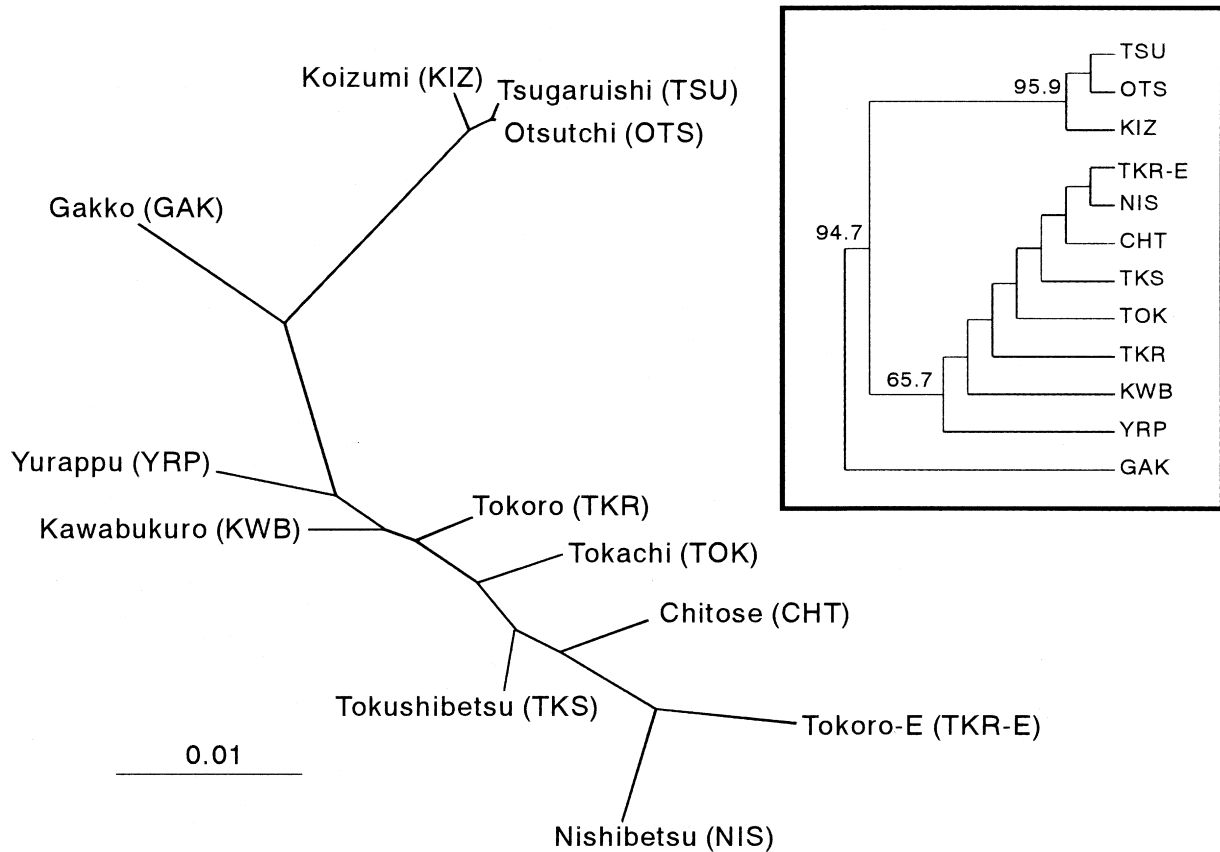 Koizumi (KIZ)
Tsugaruishi (TSU)
Otsutchi (OTS)
Gakko (GAK)
Yurappu (YRP)
Kawabukuro (KWB)
Tokoro (TKR)
Tokachi (TOK)
Chitose (CHT)
Tokushibetsu (TKS)
Tokoro-E (TKR-E)
Nishibetsu (NIS)
0.01
TSU
95.9
OTS
KIZ
TKR-E
NIS
94.7
CHT
TKS
TOK
TKR
65.7
KWB
YRP
GAK